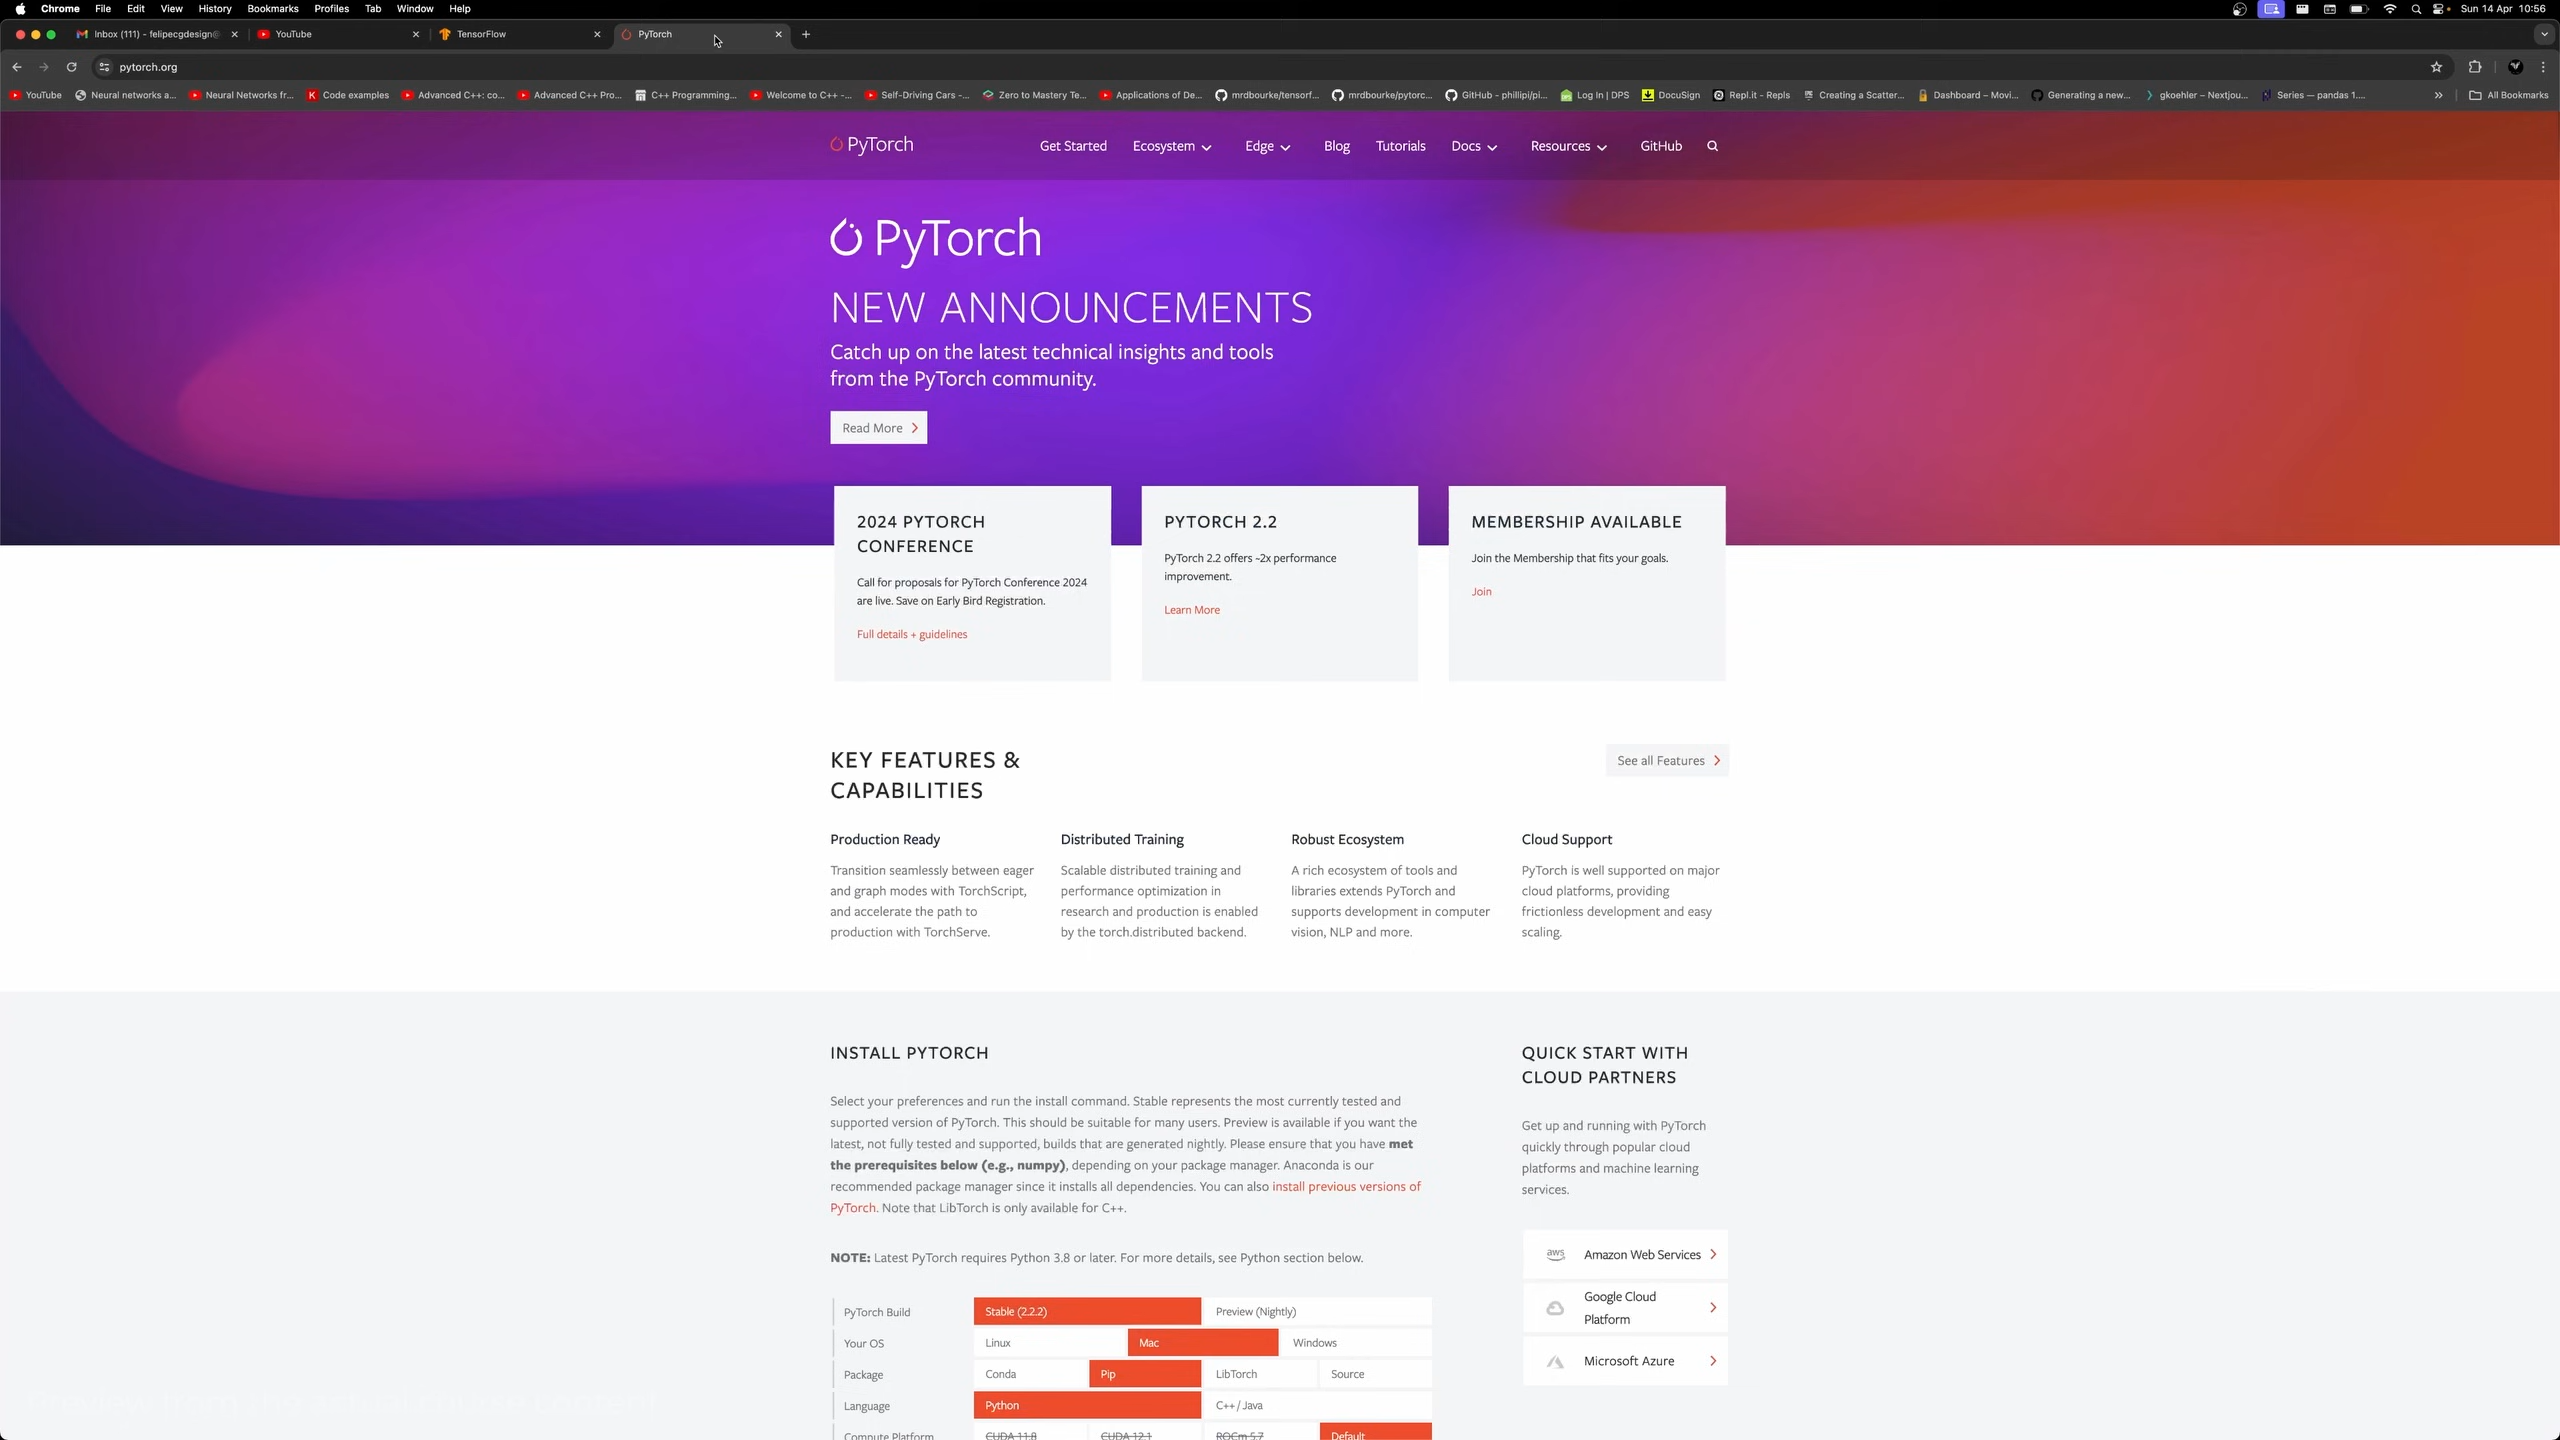 Chrome File Edit View History Bookmarks Profiles Tab Window Help
Sun 14 Apr 10:56
Inbox (111) - felipecgdesign@
YouTube
TensorFlow
PyTorch
pytorch.org
YouTube
Neural networks a...
Neural Networks fr...
Code examples
Advanced C++: co...
Advanced C++ Pro...
C++ Programming...
Welcome to C++ -...
Self-Driving Cars -...
Zero to Mastery Te...
Applications of De...
mrdbourke/tensorf...
mrdbourke/pytorc...
GitHub - phillipi/pi...
Log In | DPS
DocuSign
Repl.it - Repls
Creating a Scatter...
Dashboard – Movi...
Generating a new...
gkoehler – Nextjou...
Series — pandas 1....
All Bookmarks
PyTorch
Get Started
Ecosystem
Edge
Blog
Tutorials
Docs
Resources
GitHub
PyTorch
NEW ANNOUNCEMENTS
Catch up on the latest technical insights and tools
from the PyTorch community.
Read More
2024 PYTORCH
CONFERENCE
Call for proposals for PyTorch Conference 2024
are live. Save on Early Bird Registration.
Full details + guidelines
PYTORCH 2.2
PyTorch 2.2 offers ~2x performance
improvement.
Learn More
MEMBERSHIP AVAILABLE
Join the Membership that fits your goals.
Join
KEY FEATURES &
CAPABILITIES
See all Features
Production Ready
Transition seamlessly between eager
and graph modes with TorchScript,
and accelerate the path to
production with TorchServe.
Distributed Training
Scalable distributed training and
performance optimization in
research and production is enabled
by the torch.distributed backend.
Robust Ecosystem
A rich ecosystem of tools and
libraries extends PyTorch and
supports development in computer
vision, NLP and more.
Cloud Support
PyTorch is well supported on major
cloud platforms, providing
frictionless development and easy
scaling.
INSTALL PYTORCH
Select your preferences and run the install command. Stable represents the most currently tested and
supported version of PyTorch. This should be suitable for many users. Preview is available if you want the
latest, not fully tested and supported, builds that are generated nightly. Please ensure that you have met
the prerequisites below (e.g., numpy), depending on your package manager. Anaconda is our
recommended package manager since it installs all dependencies. You can also install previous versions of
PyTorch. Note that LibTorch is only available for C++.
NOTE: Latest PyTorch requires Python 3.8 or later. For more details, see Python section below.
PyTorch Build Stable (2.2.2) Preview (Nightly)
Your OS Linux Mac Windows
Package Conda Pip LibTorch Source
Language Python C++ / Java
Compute Platform CUDA 11.8 CUDA 12.1 ROCm 5.7 Default
QUICK START WITH
CLOUD PARTNERS
Get up and running with PyTorch
quickly through popular cloud
platforms and machine learning
services.
aws Amazon Web Services
Google Cloud
Platform
Microsoft Azure